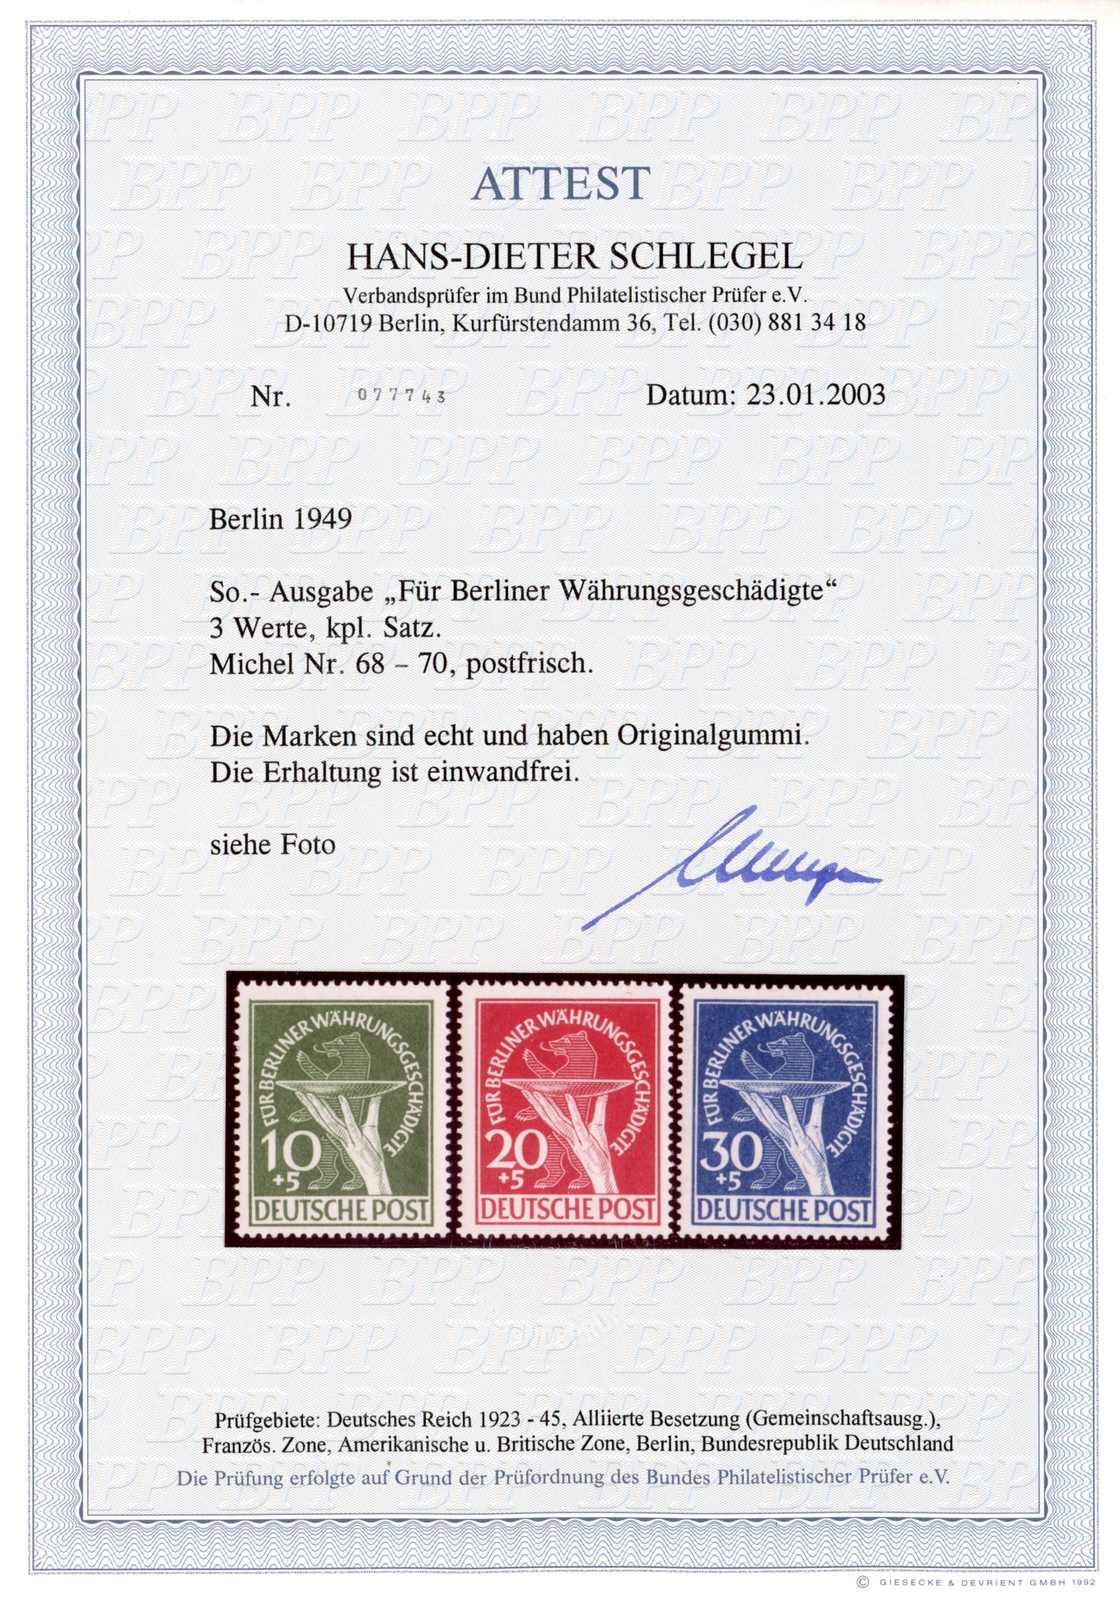 ATTEST
HANS-DIETER SCHLEGEL
Verbandsprüfer im Bund Philatelistischer Prüfer e.V.
D-10719 Berlin, Kurfürstendamm 36, Tel. (030) 881 34 18
Nr. 077743 Datum: 23.01.2003
Berlin 1949
So.- Ausgabe „Für Berliner Währungsgeschädigte“
3 Werte, kpl. Satz.
Michel Nr. 68 – 70, postfrisch.
Die Marken sind echt und haben Originalgummi.
Die Erhaltung ist einwandfrei.
siehe Foto
FÜR BERLINER WÄHRUNGSGESCHÄDIGTE
10
+5
DEUTSCHE POST
FÜR BERLINER WÄHRUNGSGESCHÄDIGTE
20
+5
DEUTSCHE POST
FÜR BERLINER WÄHRUNGSGESCHÄDIGTE
30
+5
DEUTSCHE POST
Prüfgebiete: Deutsches Reich 1923 - 45, Alliierte Besetzung (Gemeinschaftsausg.),
Französ. Zone, Amerikanische u. Britische Zone, Berlin, Bundesrepublik Deutschland
Die Prüfung erfolgte auf Grund der Prüfordnung des Bundes Philatelistischer Prüfer e.V.
© GIESECKE & DEVRIENT GMBH 1992